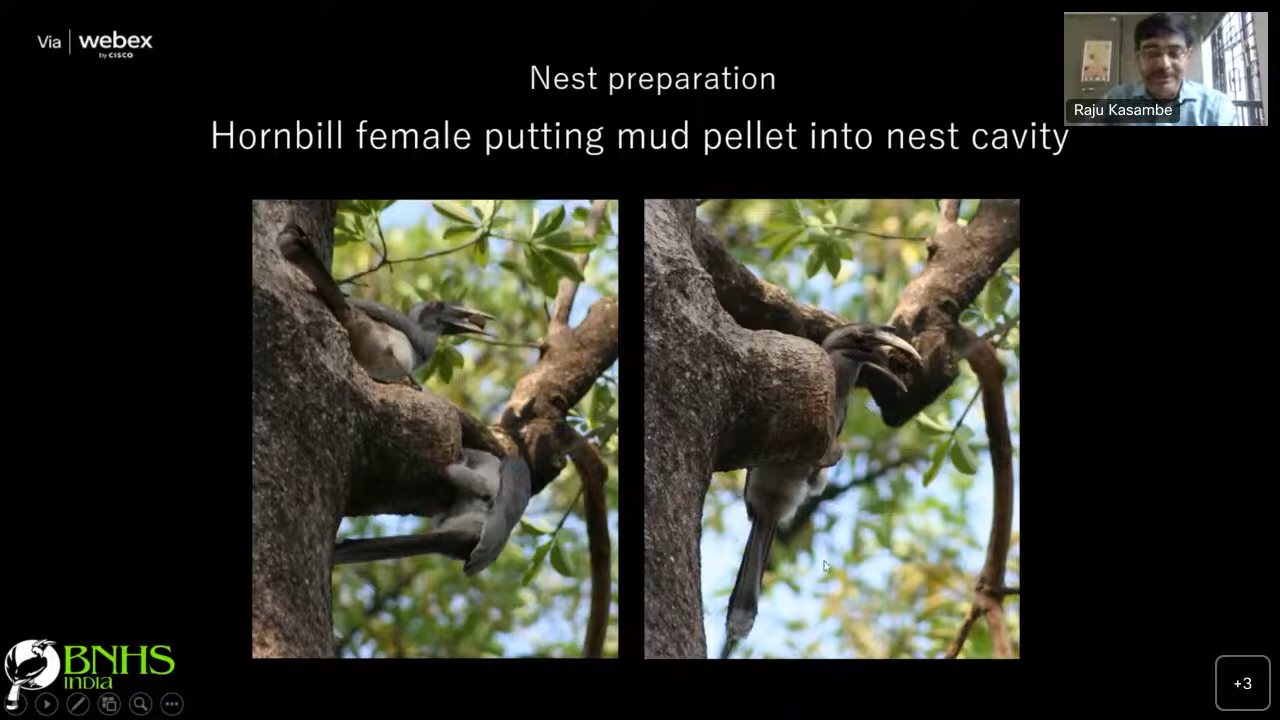 Via webex
by CISCO
Nest preparation
Hornbill female putting mud pellet into nest cavity
Raju Kasambe
BNHS
INDIA
+3